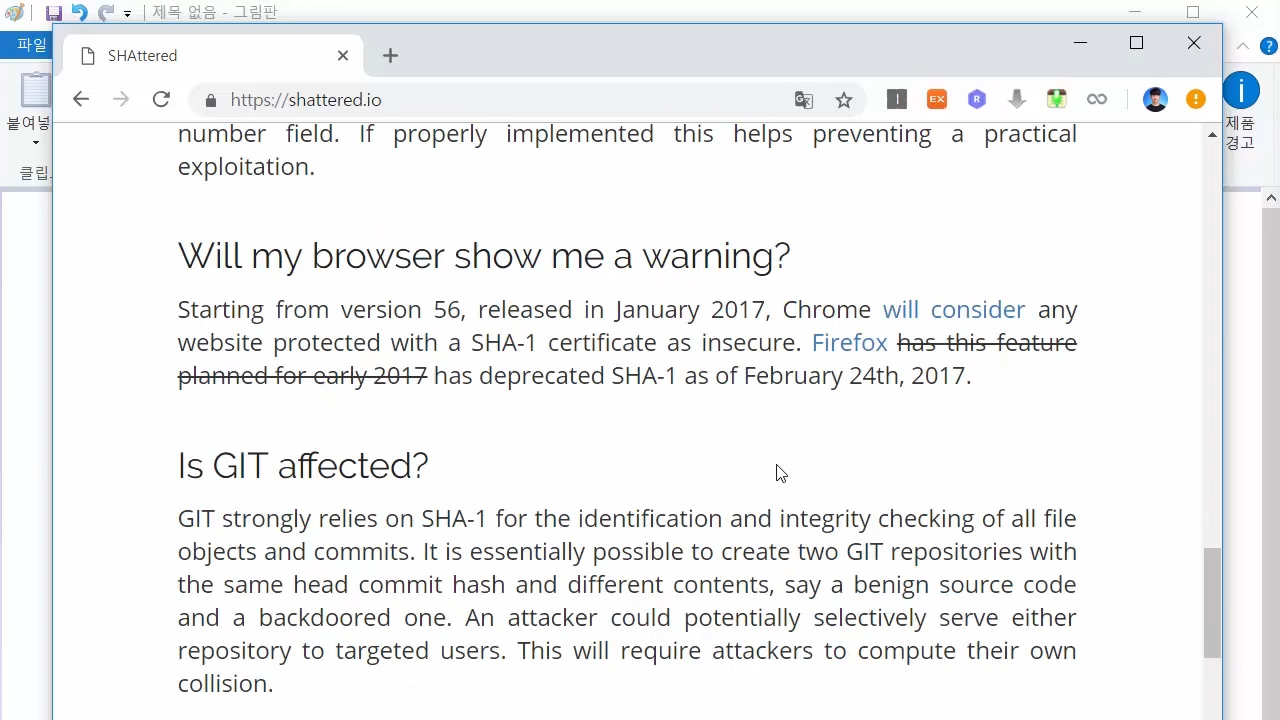 제목 없음 - 그림판
파일
붙여넣
클립
제품
경고
SHAttered
https://shattered.io
EX
R
number field. If properly implemented this helps preventing a practical
exploitation.
Will my browser show me a warning?
Starting from version 56, released in January 2017, Chrome will consider any
website protected with a SHA-1 certificate as insecure. Firefox has this feature
planned for early 2017 has deprecated SHA-1 as of February 24th, 2017.
Is GIT affected?
GIT strongly relies on SHA-1 for the identification and integrity checking of all file
objects and commits. It is essentially possible to create two GIT repositories with
the same head commit hash and different contents, say a benign source code
and a backdoored one. An attacker could potentially selectively serve either
repository to targeted users. This will require attackers to compute their own
collision.